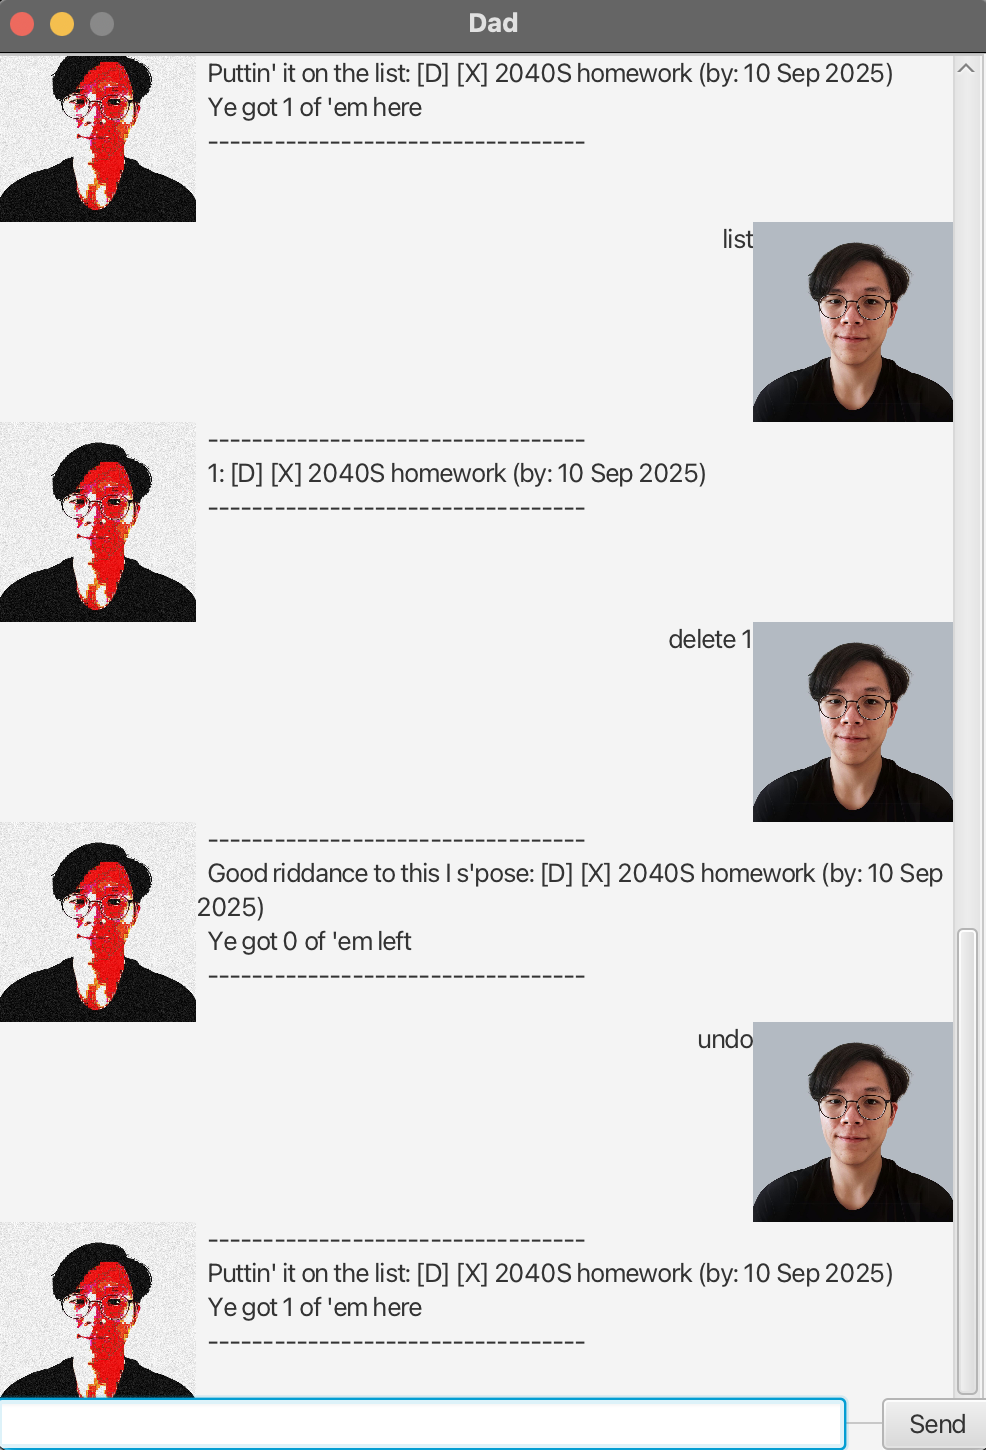 Dad
Puttin' it on the list: [D] [X] 2040S homework (by: 10 Sep 2025)
Ye got 1 of 'em here
----------------------------------
list
----------------------------------
1: [D] [X] 2040S homework (by: 10 Sep 2025)
----------------------------------
delete 1
----------------------------------
Good riddance to this I s'pose: [D] [X] 2040S homework (by: 10 Sep
2025)
Ye got 0 of 'em left
----------------------------------
undo
----------------------------------
Puttin' it on the list: [D] [X] 2040S homework (by: 10 Sep 2025)
Ye got 1 of 'em here
----------------------------------
Send